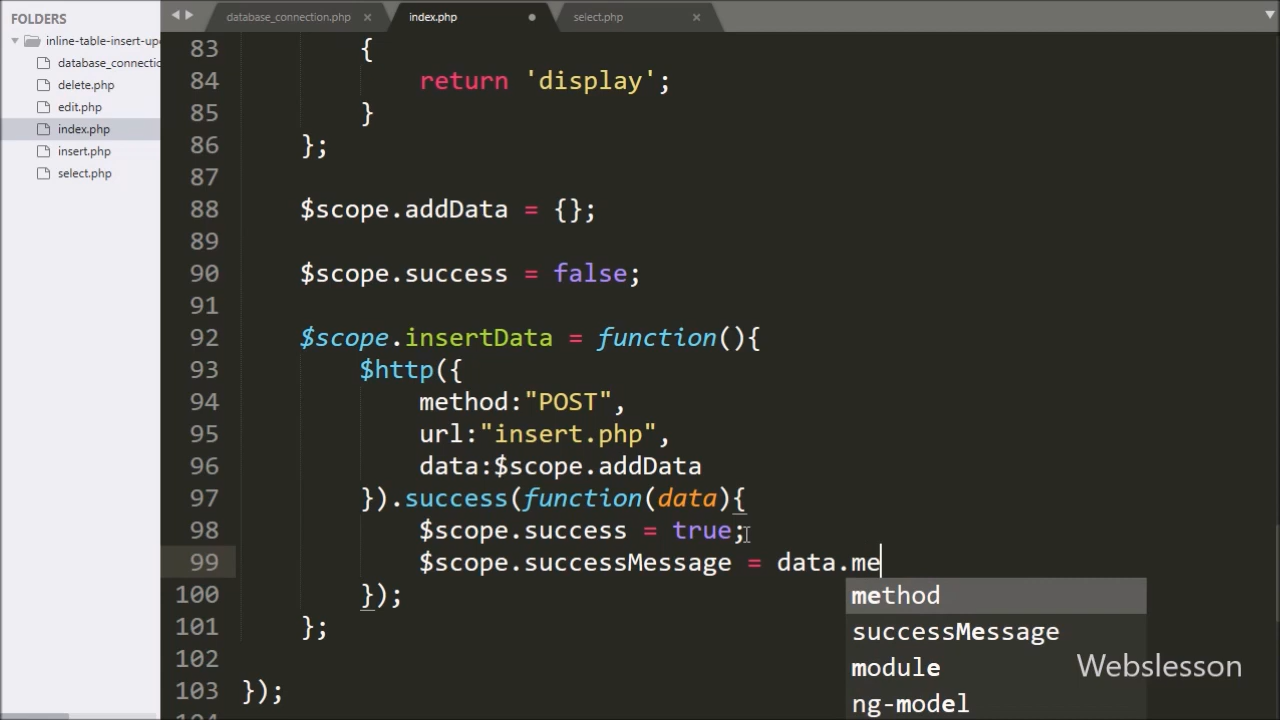 FOLDERS
inline-table-insert-upd
database_connectio
delete.php
edit.php
index.php
insert.php
select.php
database_connection.php × index.php select.php ×
83 {
84 return 'display';
85 }
86 };
87
88 $scope.addData = {};
89
90 $scope.success = false;
91
92 $scope.insertData = function(){
93 $http({
94 method:"POST",
95 url:"insert.php",
96 data:$scope.addData
97 }).success(function(data){
98 $scope.success = true;
99 $scope.successMessage = data.me
100 });
101 };
102
103 });
method
successMessage
module
ng-model
Webslesson